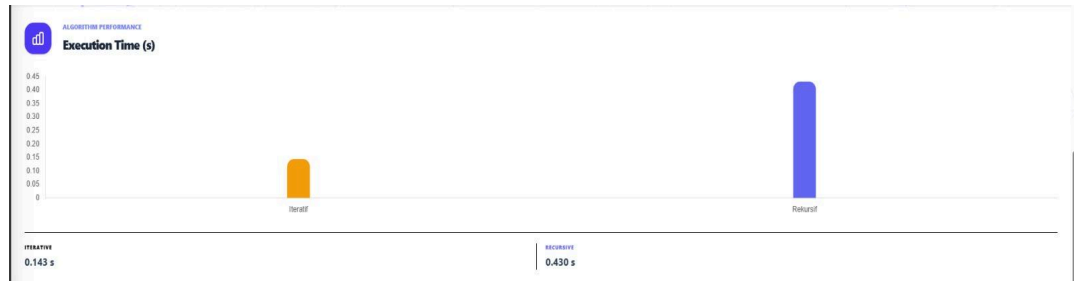 ALGORITHM PERFORMANCE
Execution Time (s)
0.45
0.40
0.35
0.30
0.25
0.20
0.15
0.10
0.05
0
Iteratif
Rekursif
ITERATIVE
RECURSIVE
0.143 s
0.430 s